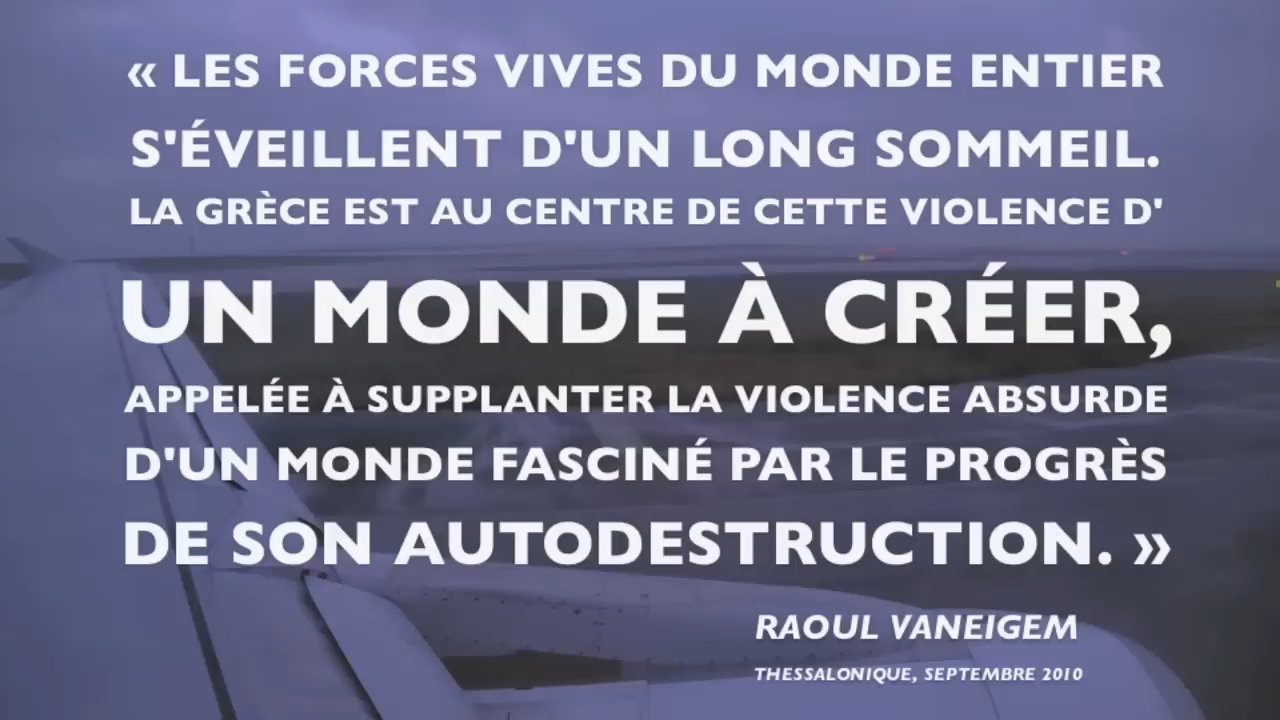 « LES FORCES VIVES DU MONDE ENTIER
S'ÉVEILLENT D'UN LONG SOMMEIL.
LA GRÈCE EST AU CENTRE DE CETTE VIOLENCE D'
UN MONDE À CRÉER,
APPELÉE À SUPPLANTER LA VIOLENCE ABSURDE
D'UN MONDE FASCINÉ PAR LE PROGRÈS
DE SON AUTODESTRUCTION. »
RAOUL VANEIGEM
THESSALONIQUE, SEPTEMBRE 2010